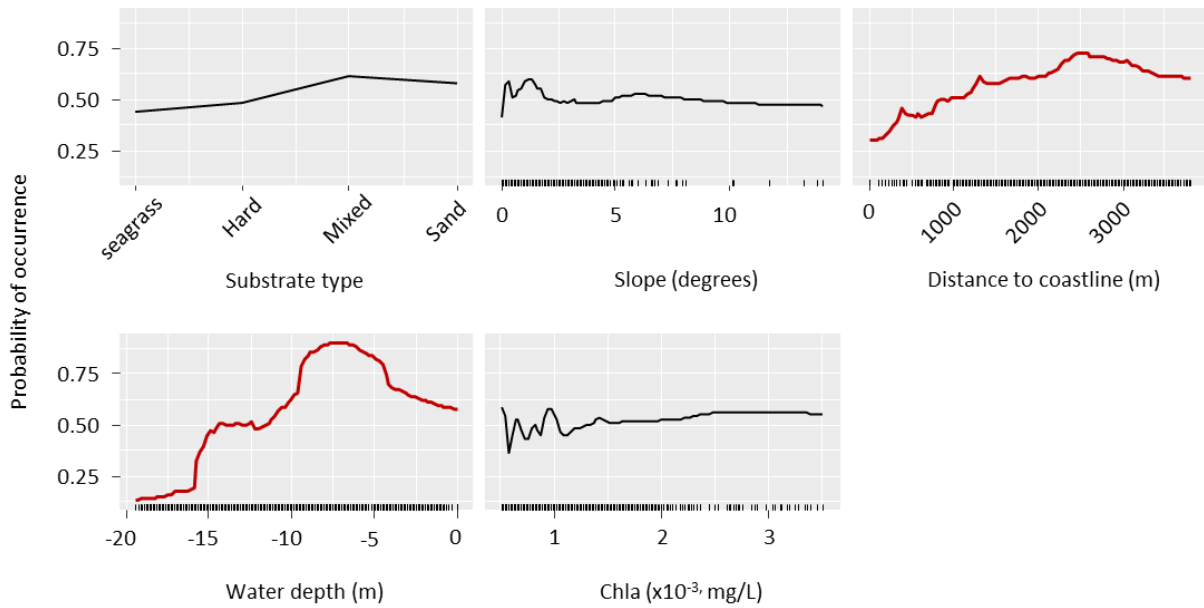 Probability of occurrence
0.75
0.50
0.25
seagrass Hard Mixed Sand
Substrate type
0 5 10
Slope (degrees)
0 1000 2000 3000
Distance to coastline (m)
0.75
0.50
0.25
-20 -15 -10 -5 0
Water depth (m)
1 2 3
Chla (x10⁻³, mg/L)